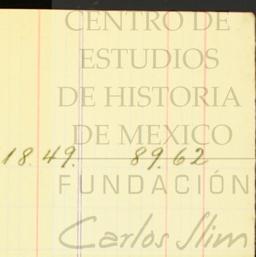 CENTRO DE
ESTUDIOS
DE HISTORIA
DE MEXICO
18.49. 89.62
FUNDACIÓN
Carlos Slim